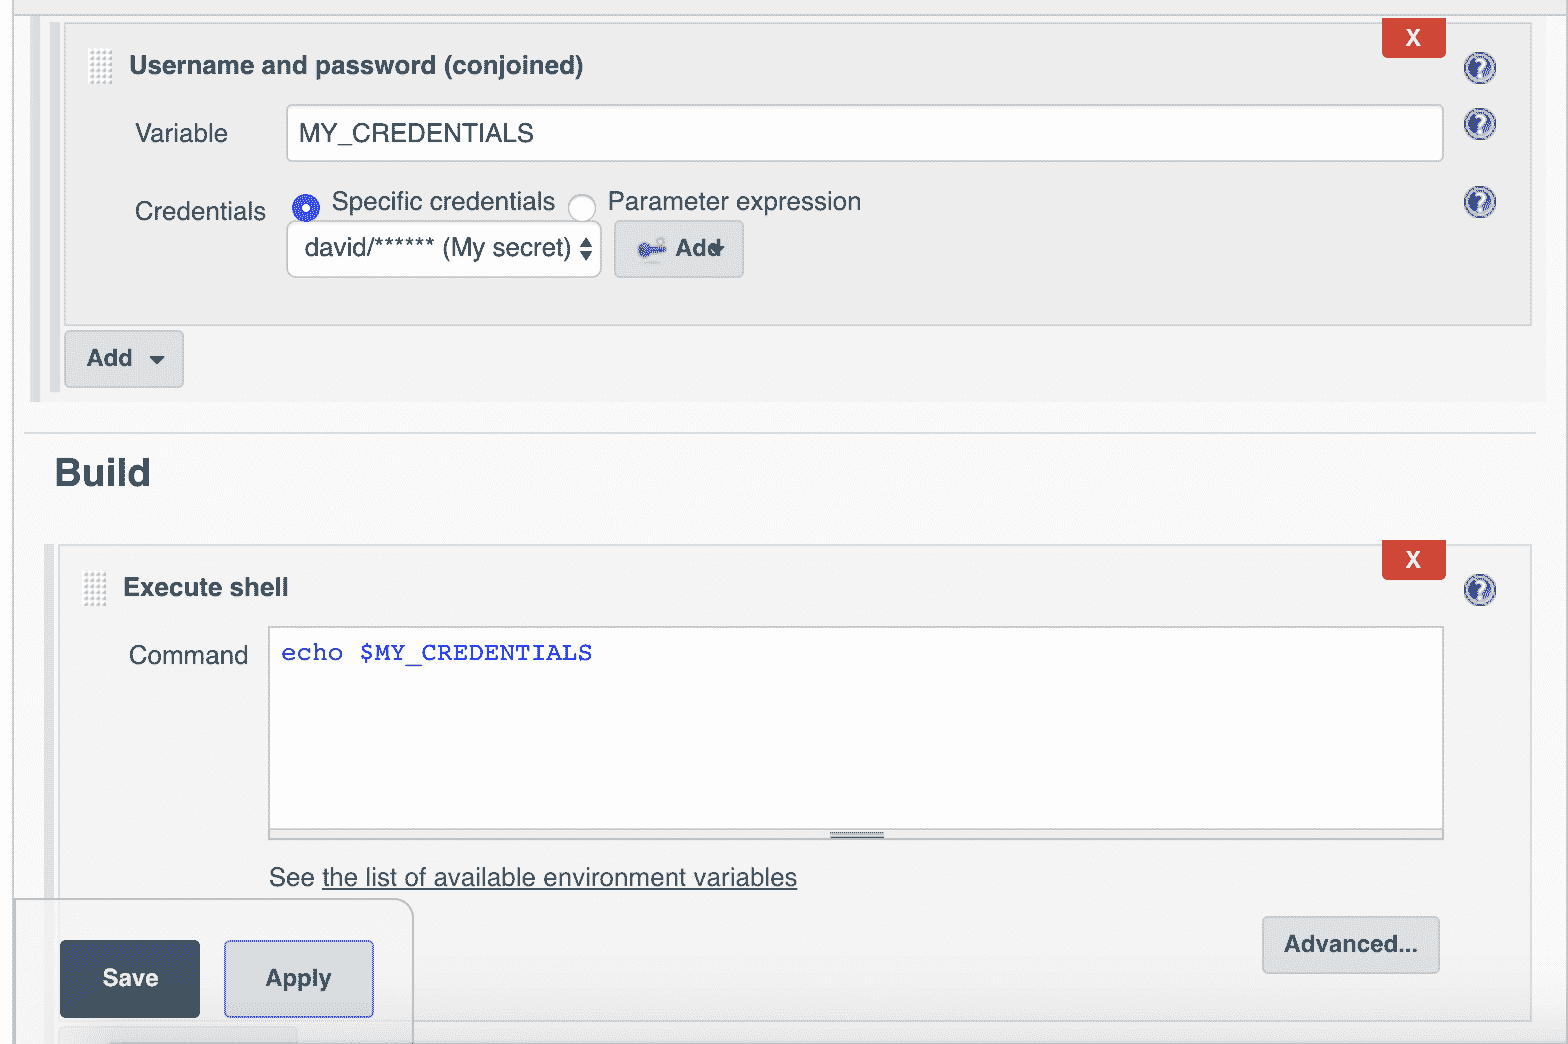 X
Username and password (conjoined)
Variable MY_CREDENTIALS
Credentials Specific credentials Parameter expression
david/****** (My secret) Add
Add
Build
X
Execute shell
Command echo $MY_CREDENTIALS
See the list of available environment variables
Advanced...
Save Apply